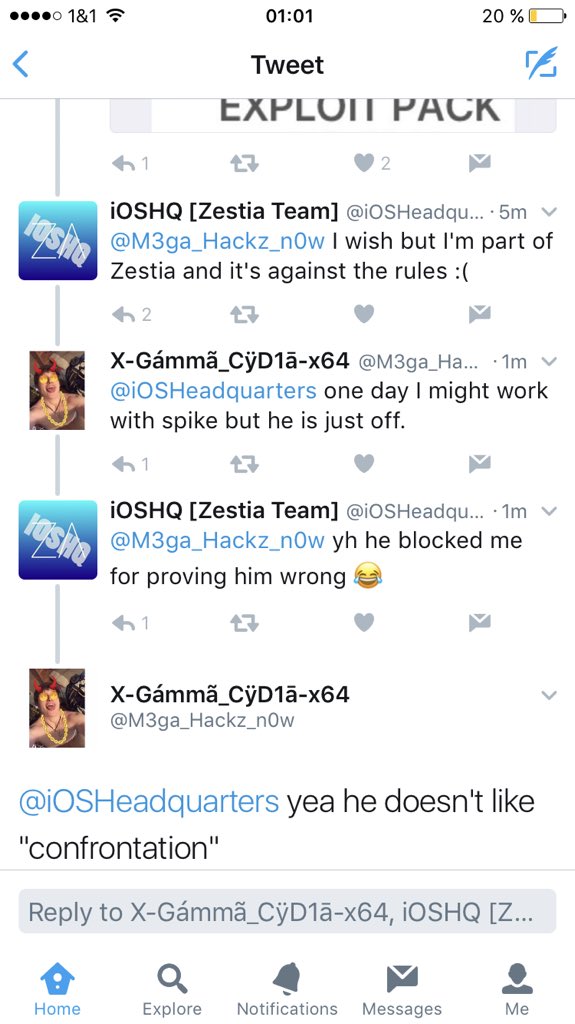 1&1 01:01 20 %
Tweet
EXPLOIT PACK
1 2
iOSHQ [Zestia Team] @iOSHeadqu... · 5m
@M3ga_Hackz_n0w I wish but I'm part of
Zestia and it's against the rules :(
2
X-Gámmã_CÿD1ā-x64 @M3ga_Ha... · 1m
@iOSHeadquarters one day I might work
with spike but he is just off.
1
iOSHQ [Zestia Team] @iOSHeadqu... · 1m
@M3ga_Hackz_n0w yh he blocked me
for proving him wrong 😂
1
X-Gámmã_CÿD1ā-x64
@M3ga_Hackz_n0w
@iOSHeadquarters yea he doesn't like
"confrontation"
Reply to X-Gámmã_CÿD1ā-x64, iOSHQ [Z...
Home Explore Notifications Messages Me